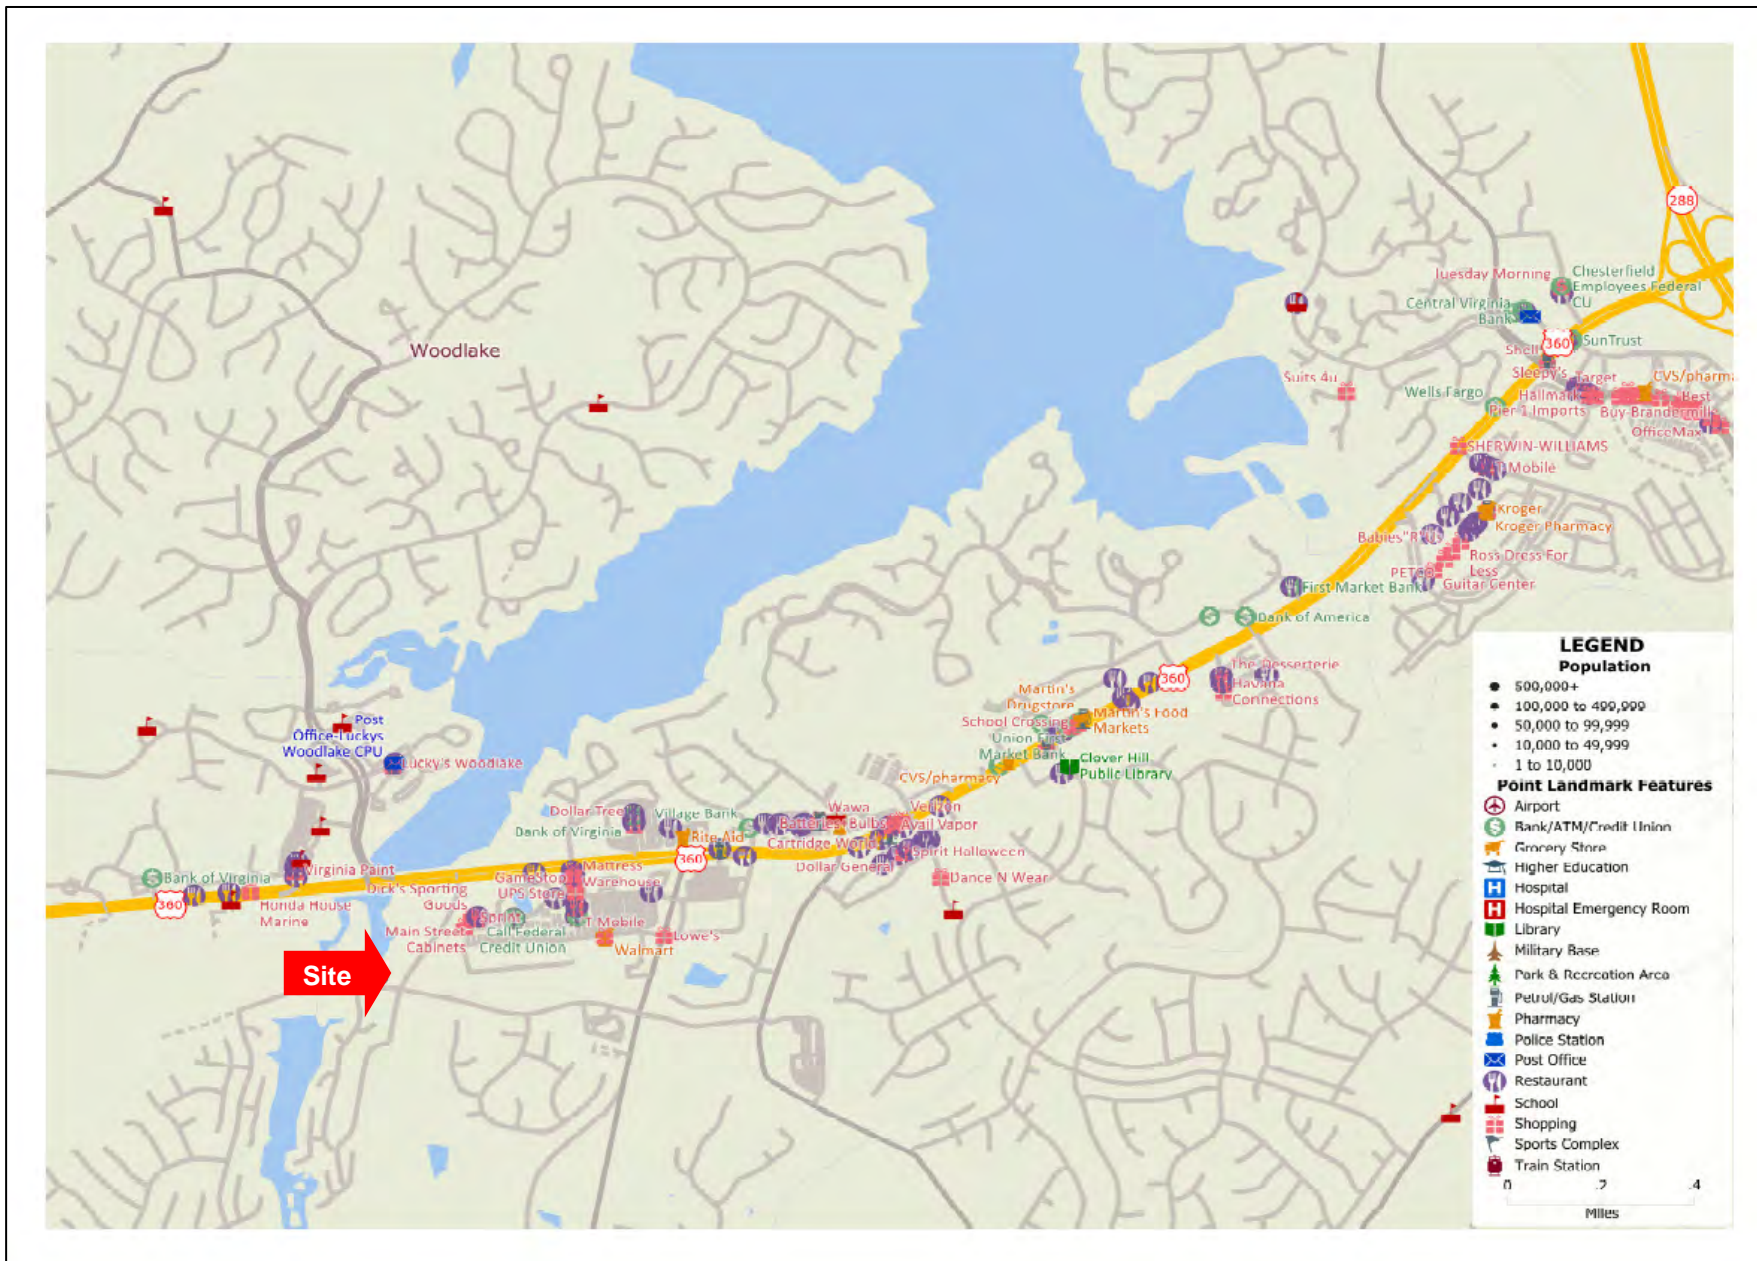 288
Tuesday Morning
Chesterfield
Employees Federal
CU
Central Virginia
Bank
360
SunTrust
Shell
Sleepy's
Target
CVS/pharma
Woodlake
Suits 4u
Wells Fargo
Hallmark
Best
Pier 1 Imports
Buy
Brandermill
OfficeMax
SHERWIN-WILLIAMS
T Mobile
Kroger
Kroger Pharmacy
Babies"R"Us
Ross Dress For
Less
PETCO
Guitar Center
First Market Bank
Bank of America
The Desserterie
360
Havana
Connections
Martin's
Drugstore
Martin's Food
Markets
School Crossing
Union First
Market Bank
Clover Hill
Public Library
CVS/pharmacy
Post
Office-Luckys
Woodlake CPU
Lucky's Woodlake
Dollar Tree
Village Bank
Wawa
Verizon
Bank of Virginia
Rite Aid
Batteries
Bulbs
Avail Vapor
Cartridge World
Spirit Halloween
360
Dollar General
Dance N Wear
Virginia Paint
Bank of Virginia
360
Honda House
Marine
Mattress
Warehouse
GameStop
UPS Store
Dick's Sporting
Goods
Sprint
T Mobile
Main Street
Cabinets
Call Federal
Credit Union
Walmart
Lowe's
Site
LEGEND
Population
500,000+
100,000 to 499,999
50,000 to 99,999
10,000 to 49,999
1 to 10,000
Point Landmark Features
Airport
Bank/ATM/Credit Union
Grocery Store
Higher Education
Hospital
Hospital Emergency Room
Library
Military Base
Park & Recreation Area
Petrol/Gas Station
Pharmacy
Police Station
Post Office
Restaurant
School
Shopping
Sports Complex
Train Station
0 .2 .4
Miles